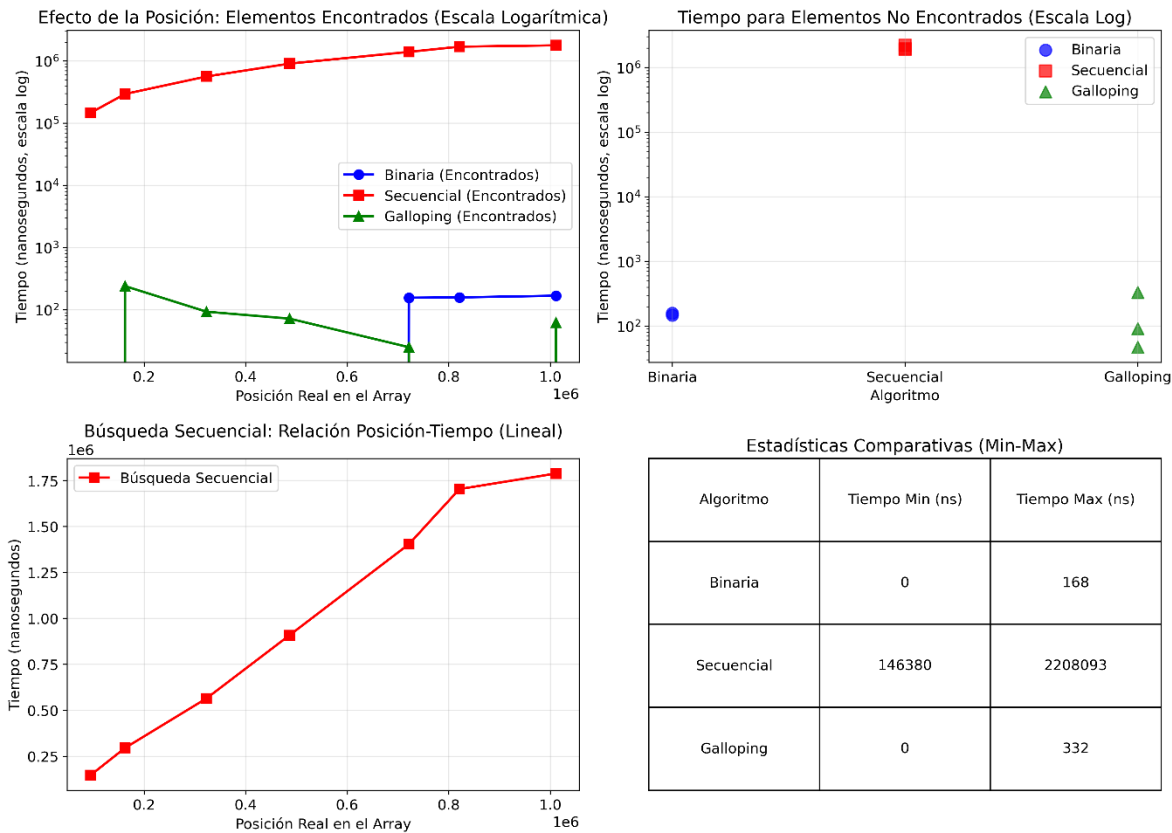 Efecto de la Posición: Elementos Encontrados (Escala Logarítmica)
Tiempo (nanosegundos, escala log)
10^6
10^5
10^4
10^3
10^2
Binaria (Encontrados)
Secuencial (Encontrados)
Galloping (Encontrados)
0.2 0.4 0.6 0.8 1.0
1e6
Posición Real en el Array
Tiempo para Elementos No Encontrados (Escala Log)
Tiempo (nanosegundos, escala log)
10^6
10^5
10^4
10^3
10^2
Binaria
Secuencial
Galloping
Binaria Secuencial Galloping
Algoritmo
Búsqueda Secuencial: Relación Posición-Tiempo (Lineal)
1e6
Tiempo (nanosegundos)
1.75
1.50
1.25
1.00
0.75
0.50
0.25
Búsqueda Secuencial
0.2 0.4 0.6 0.8 1.0
1e6
Posición Real en el Array
Estadísticas Comparativas (Min-Max)
Algoritmo Tiempo Min (ns) Tiempo Max (ns)
Binaria 0 168
Secuencial 146380 2208093
Galloping 0 332